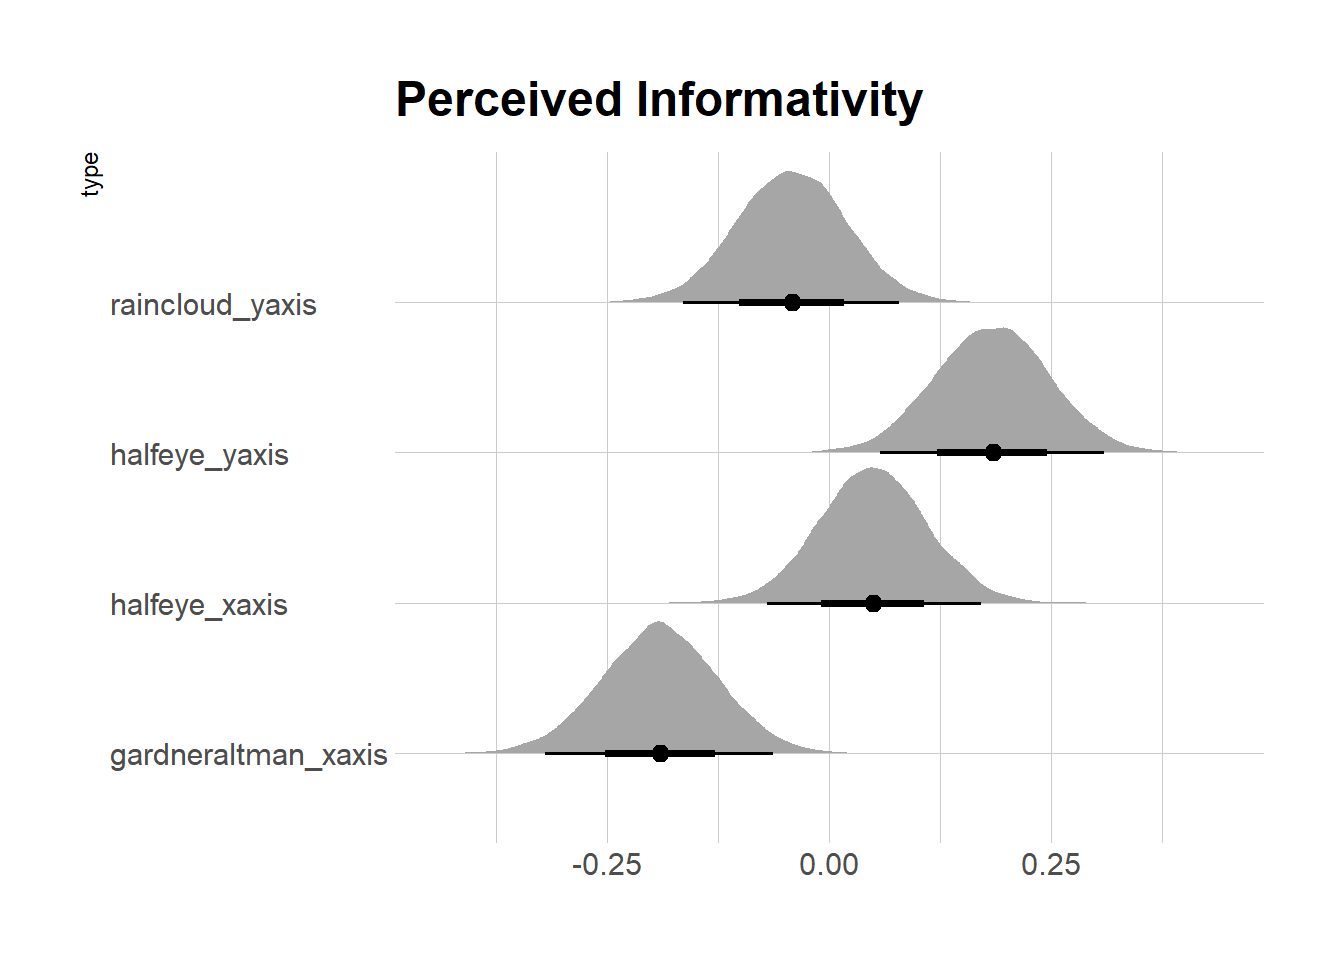 Perceived Informativity
type
raincloud_yaxis
halfeye_yaxis
halfeye_xaxis
gardneraltman_xaxis
-0.25 0.00 0.25